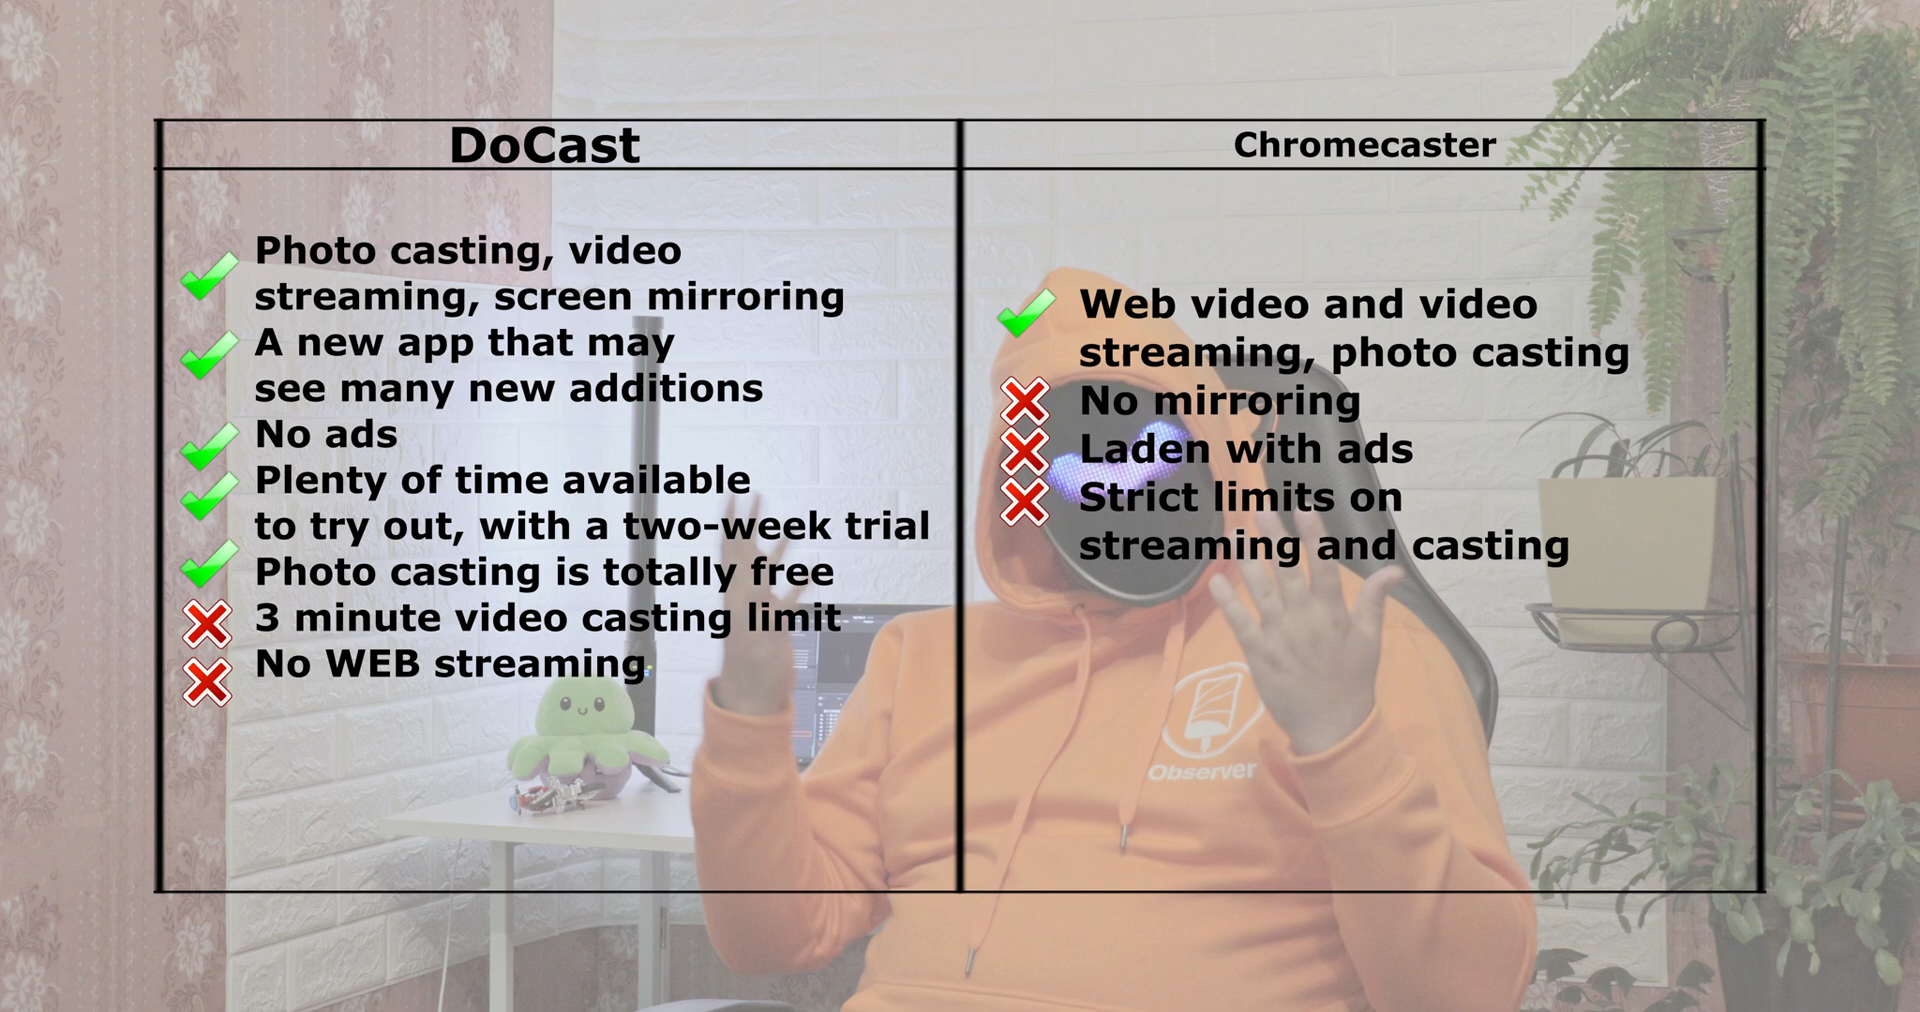 DoCast
Photo casting, video
streaming, screen mirroring
A new app that may
see many new additions
No ads
Plenty of time available
to try out, with a two-week trial
Photo casting is totally free
3 minute video casting limit
No WEB streaming
Chromecaster
Web video and video
streaming, photo casting
No mirroring
Laden with ads
Strict limits on
streaming and casting
Observer